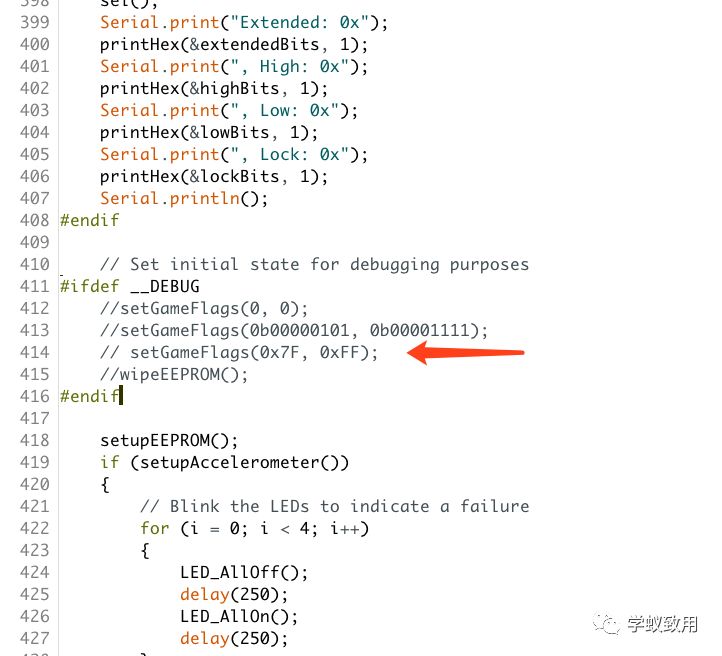 399     Serial.print("Extended: 0x");
400     printHex(&extendedBits, 1);
401     Serial.print(", High: 0x");
402     printHex(&highBits, 1);
403     Serial.print(", Low: 0x");
404     printHex(&lowBits, 1);
405     Serial.print(", Lock: 0x");
406     printHex(&lockBits, 1);
407     Serial.println();
408 #endif
409
410     // Set initial state for debugging purposes
411 #ifdef __DEBUG
412     //setGameFlags(0, 0);
413     //setGameFlags(0b00000101, 0b00001111);
414     // setGameFlags(0x7F, 0xFF);
415     //wipeEEPROM();
416 #endif
417
418     setupEEPROM();
419     if (setupAccelerometer())
420     {
421         // Blink the LEDs to indicate a failure
422         for (i = 0; i < 4; i++)
423         {
424             LED_AllOff();
425             delay(250);
426             LED_AllOn();
427             delay(250);
学蚁致用